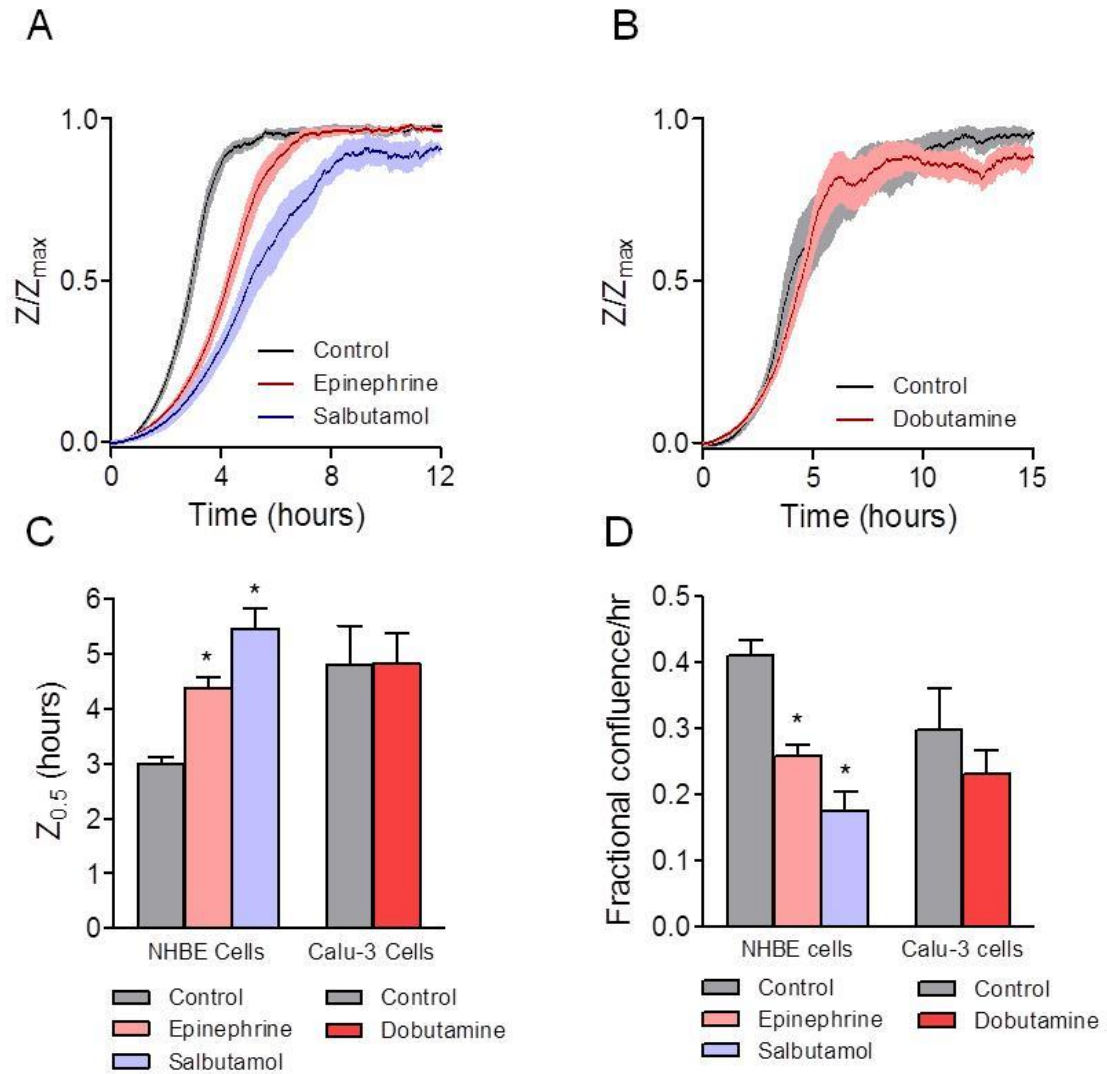 A
B
1.0
0.5
0.0
Z/Zmax
Control
Epinephrine
Salbutamol
0 4 8 12
Time (hours)
1.0
0.5
0.0
Z/Zmax
Control
Dobutamine
0 5 10 15
Time (hours)
C
D
6
5
4
3
2
1
0
Z0.5 (hours)
* *
NHBE Cells Calu-3 Cells
Control Control
Epinephrine Dobutamine
Salbutamol
0.5
0.4
0.3
0.2
0.1
0.0
Fractional confluence/hr
* *
NHBE cells Calu-3 cells
Control Control
Epinephrine Dobutamine
Salbutamol